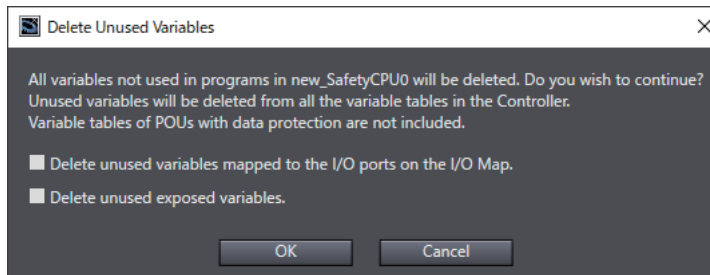 Delete Unused Variables
All variables not used in programs in new_SafetyCPU0 will be deleted. Do you wish to continue?
Unused variables will be deleted from all the variable tables in the Controller.
Variable tables of POUs with data protection are not included.
Delete unused variables mapped to the I/O ports on the I/O Map.
Delete unused exposed variables.
OK Cancel